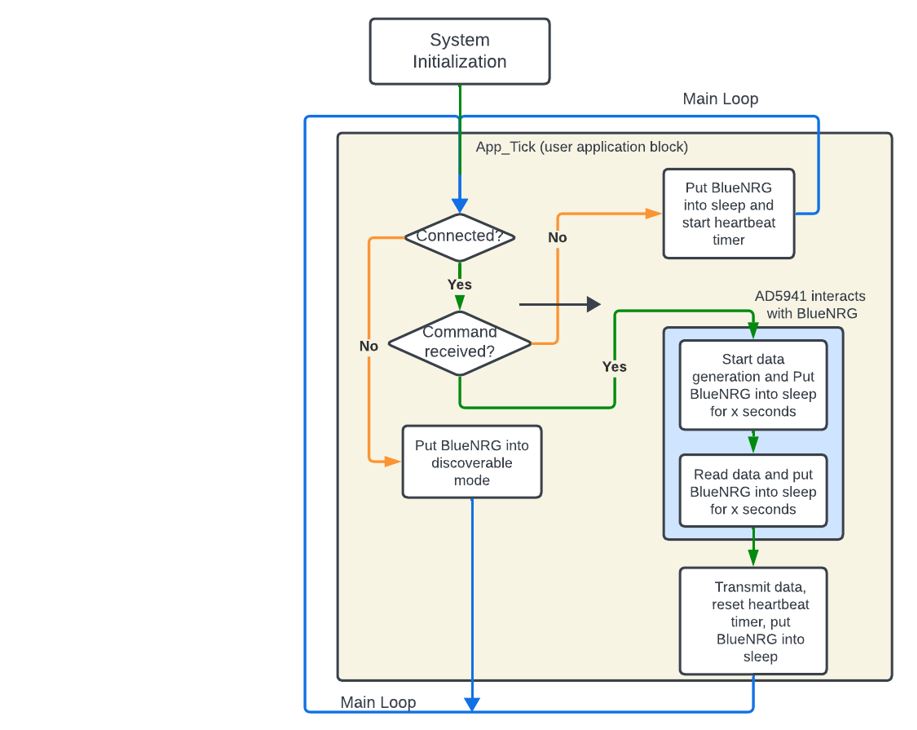 System
Initialization
Main Loop
App_Tick (user application block)
Put BlueNRG
into sleep and
start heartbeat
timer
Connected?
No
Yes
AD5941 interacts
with BlueNRG
Command
received?
No
Yes
Start data
generation and Put
BlueNRG into sleep
for x seconds
Put BlueNRG into
discoverable
mode
Read data and put
BlueNRG into sleep
for x seconds
Transmit data,
reset heartbeat
timer, put
BlueNRG into
sleep
Main Loop